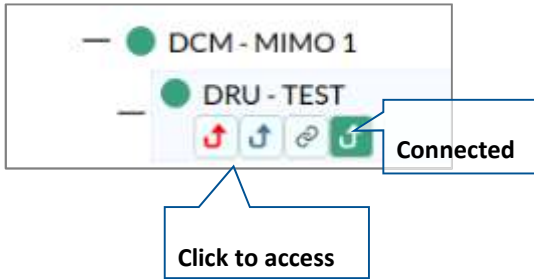 DCM - MIMO 1
DRU - TEST
Connected
Click to access